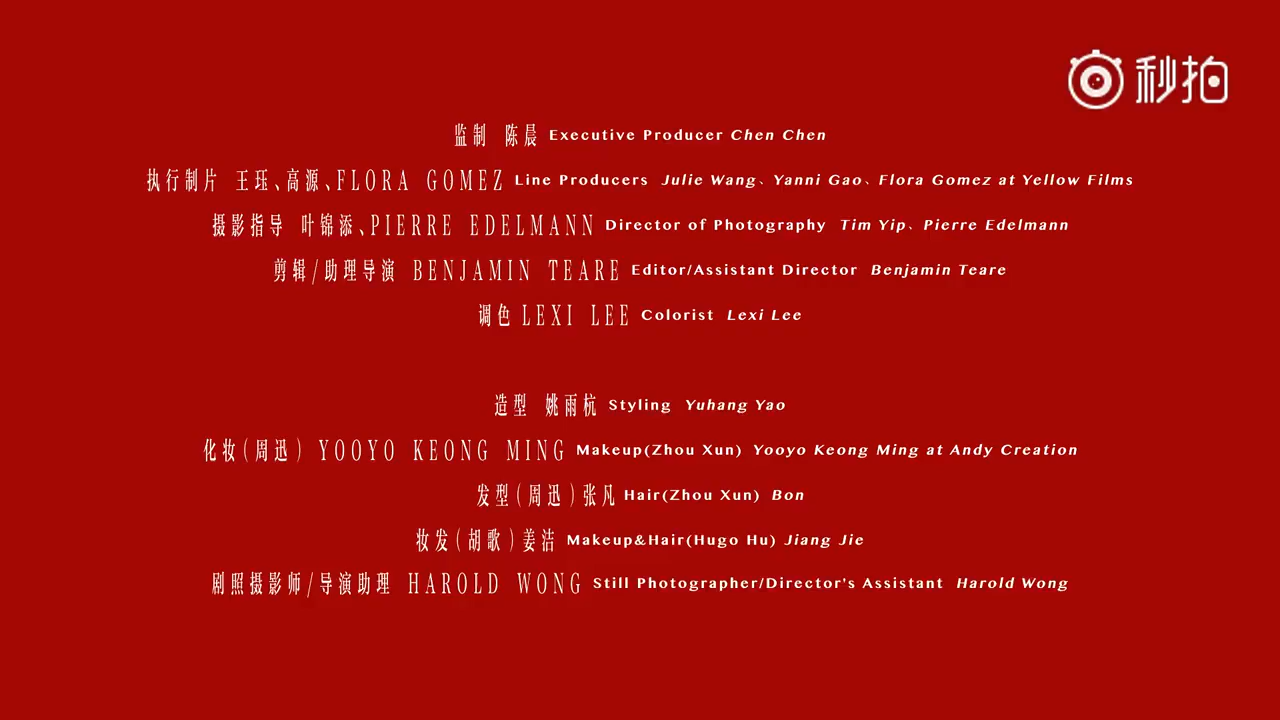 秒拍
监制 陈晨 Executive Producer Chen Chen
执行制片 王珏、高源、FLORA GOMEZ Line Producers Julie Wang、Yanni Gao、Flora Gomez at Yellow Films
摄影指导 叶锦添、PIERRE EDELMANN Director of Photography Tim Yip、Pierre Edelmann
剪辑/助理导演 BENJAMIN TEARE Editor/Assistant Director Benjamin Teare
调色 LEXI LEE Colorist Lexi Lee
造型 姚雨杭 Styling Yuhang Yao
化妆(周迅) YOOYO KEONG MING Makeup(Zhou Xun) Yooyo Keong Ming at Andy Creation
发型(周迅)张凡 Hair(Zhou Xun) Bon
妆发(胡歌)姜洁 Makeup&Hair(Hugo Hu) Jiang Jie
剧照摄影师/导演助理 HAROLD WONG Still Photographer/Director's Assistant Harold Wong